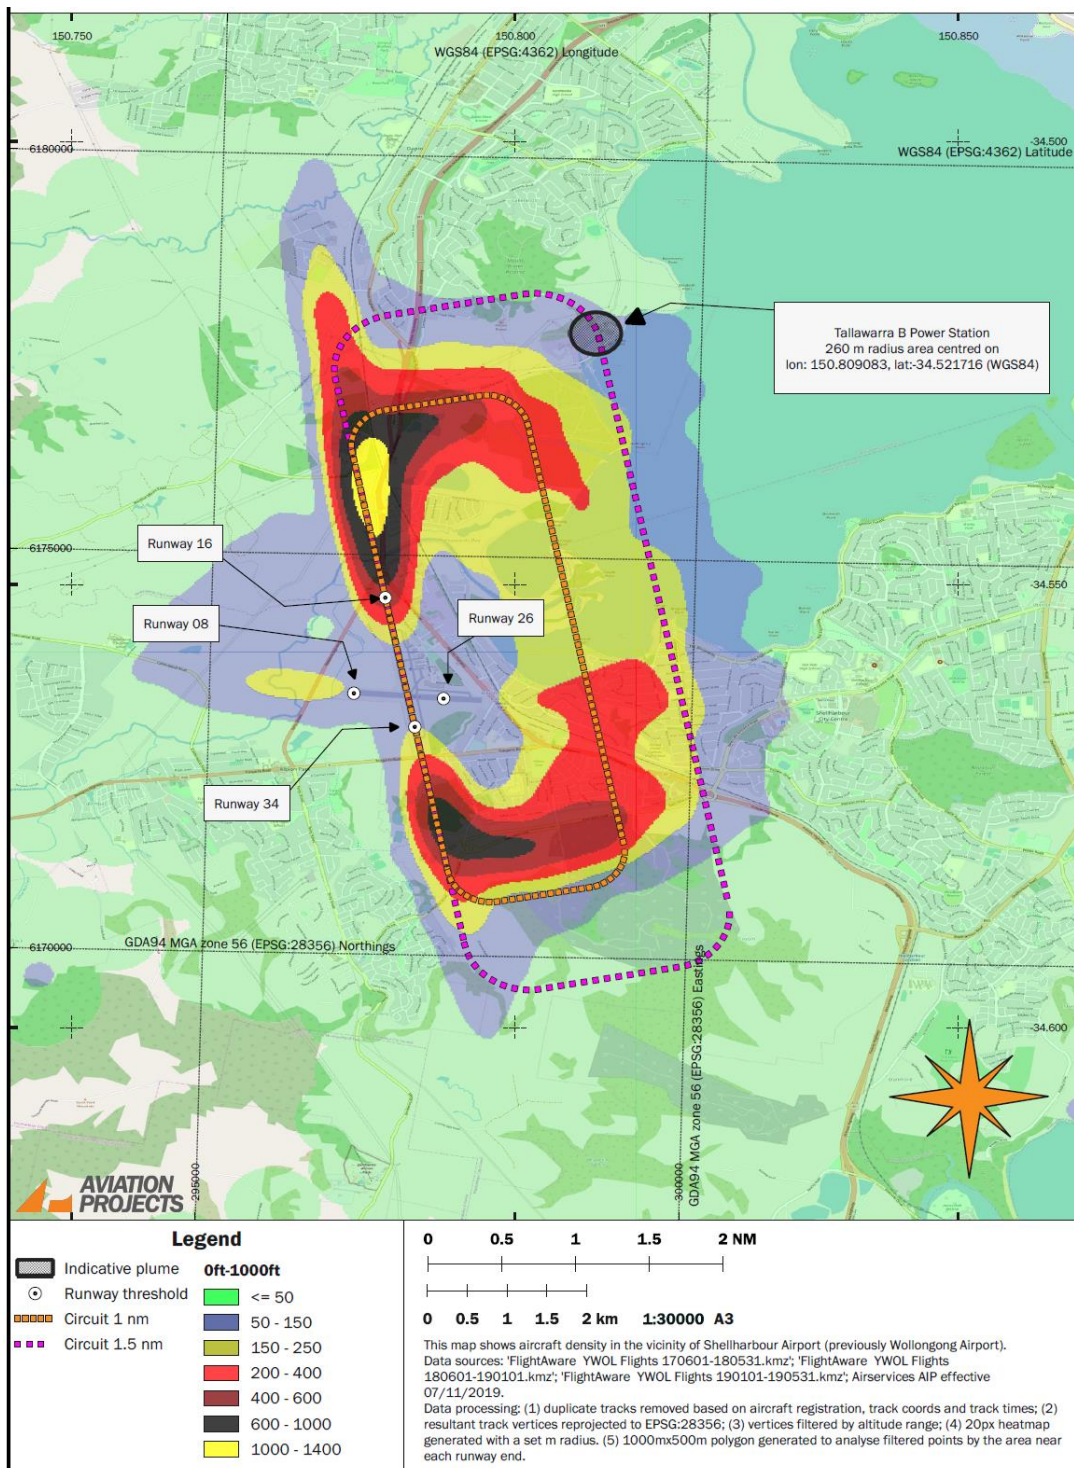 150.750
150.800
150.850
WGS84 (EPSG:4362) Longitude
6180000
-34.500
WGS84 (EPSG:4362) Latitude
Tallawarra B Power Station
260 m radius area centred on
lon: 150.809083, lat:-34.521716 (WGS84)
Runway 16
6175000
-34.550
Runway 08
Runway 26
Runway 34
Shellharbour
City Centre
6170000
GDA94 MGA zone 56 (EPSG:28356) Northings
GDA94 MGA zone 56 (EPSG:28356) Eastings
-34.600
295000
300000
AVIATION
PROJECTS
Legend
Indicative plume
Runway threshold
Circuit 1 nm
Circuit 1.5 nm
0ft-1000ft
<= 50
50 - 150
150 - 250
200 - 400
400 - 600
600 - 1000
1000 - 1400
0 0.5 1 1.5 2 NM
0 0.5 1 1.5 2 km 1:30000 A3
This map shows aircraft density in the vicinity of Shellharbour Airport (previously Wollongong Airport).
Data sources: 'FlightAware YWOL Flights 170601-180531.kmz'; 'FlightAware YWOL Flights
180601-190101.kmz'; 'FlightAware YWOL Flights 190101-190531.kmz'; Airservices AIP effective
07/11/2019.
Data processing: (1) duplicate tracks removed based on aircraft registration, track coords and track times; (2)
resultant track vertices reprojected to EPSG:28356; (3) vertices filtered by altitude range; (4) 20px heatmap
generated with a set m radius. (5) 1000mx500m polygon generated to analyse filtered points by the area near
each runway end.